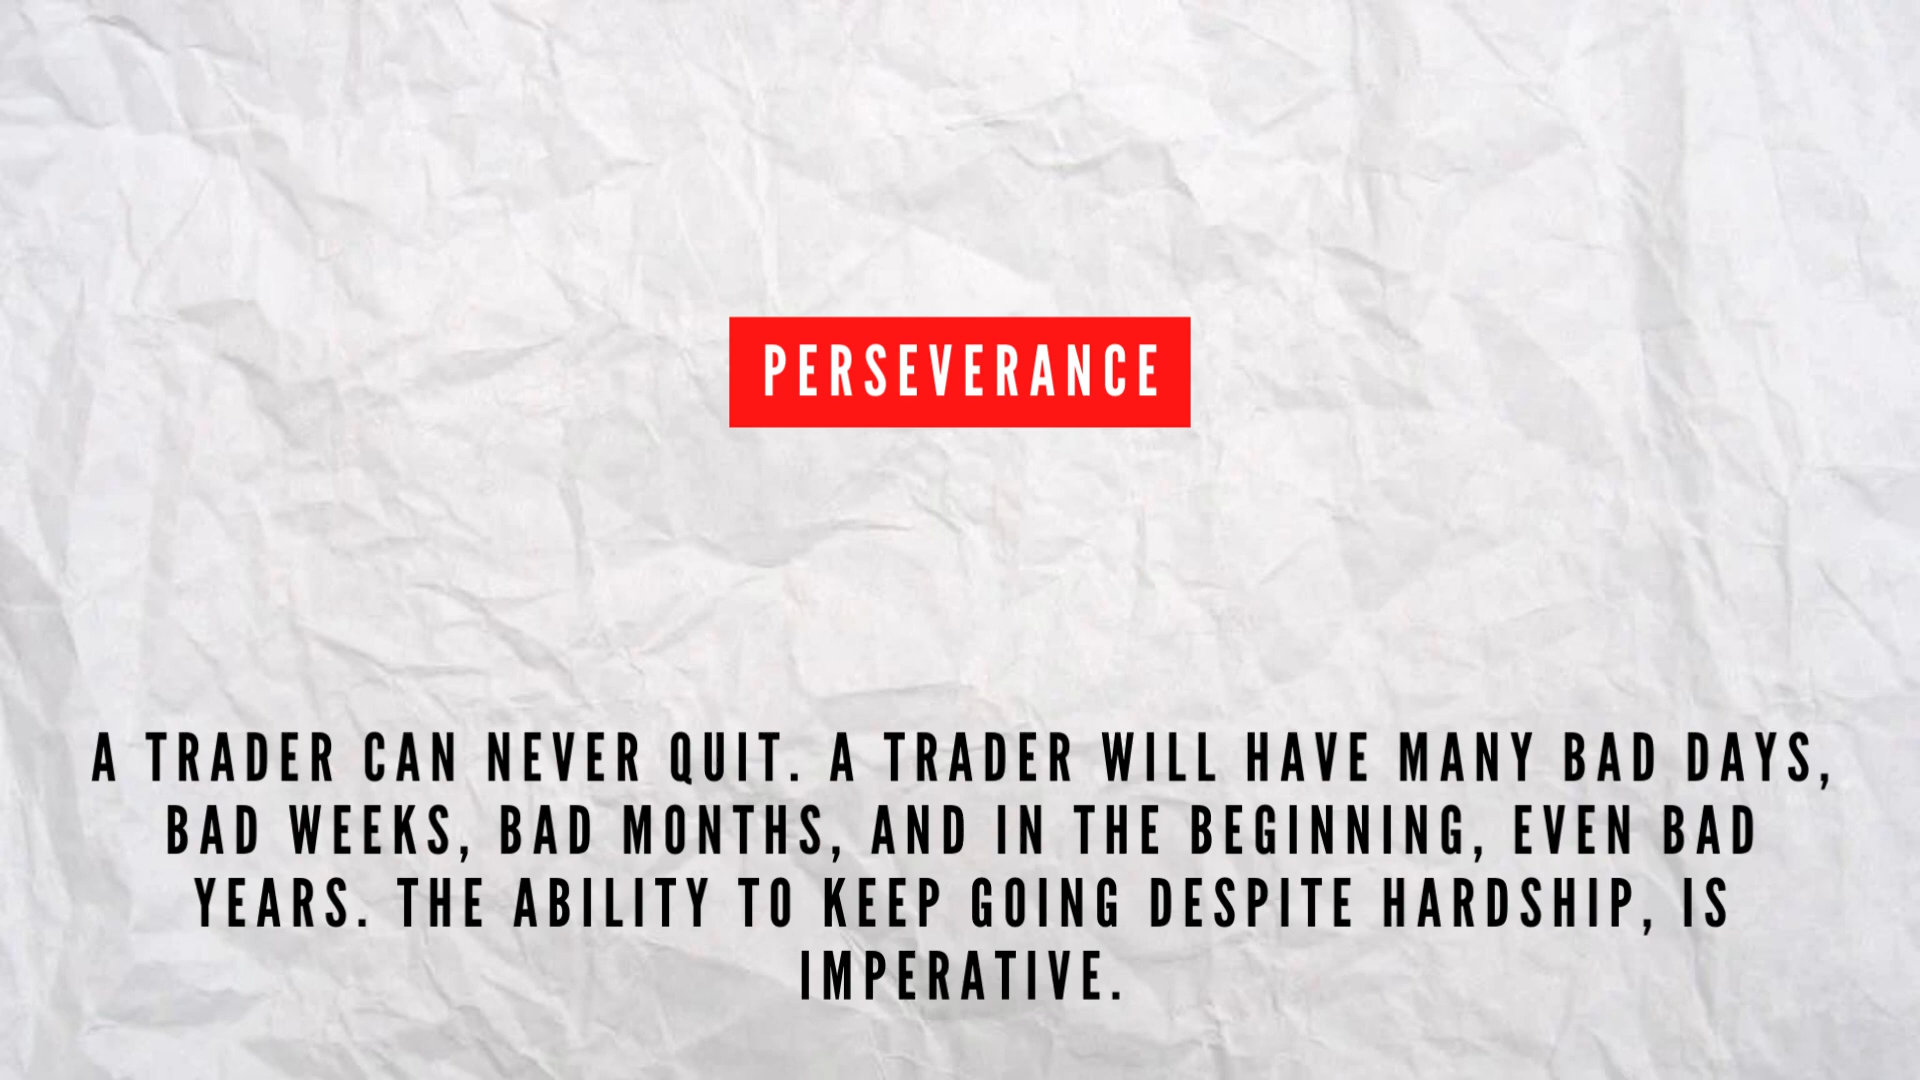 PERSEVERANCE
A TRADER CAN NEVER QUIT. A TRADER WILL HAVE MANY BAD DAYS,
BAD WEEKS, BAD MONTHS, AND IN THE BEGINNING, EVEN BAD
YEARS. THE ABILITY TO KEEP GOING DESPITE HARDSHIP, IS
IMPERATIVE.